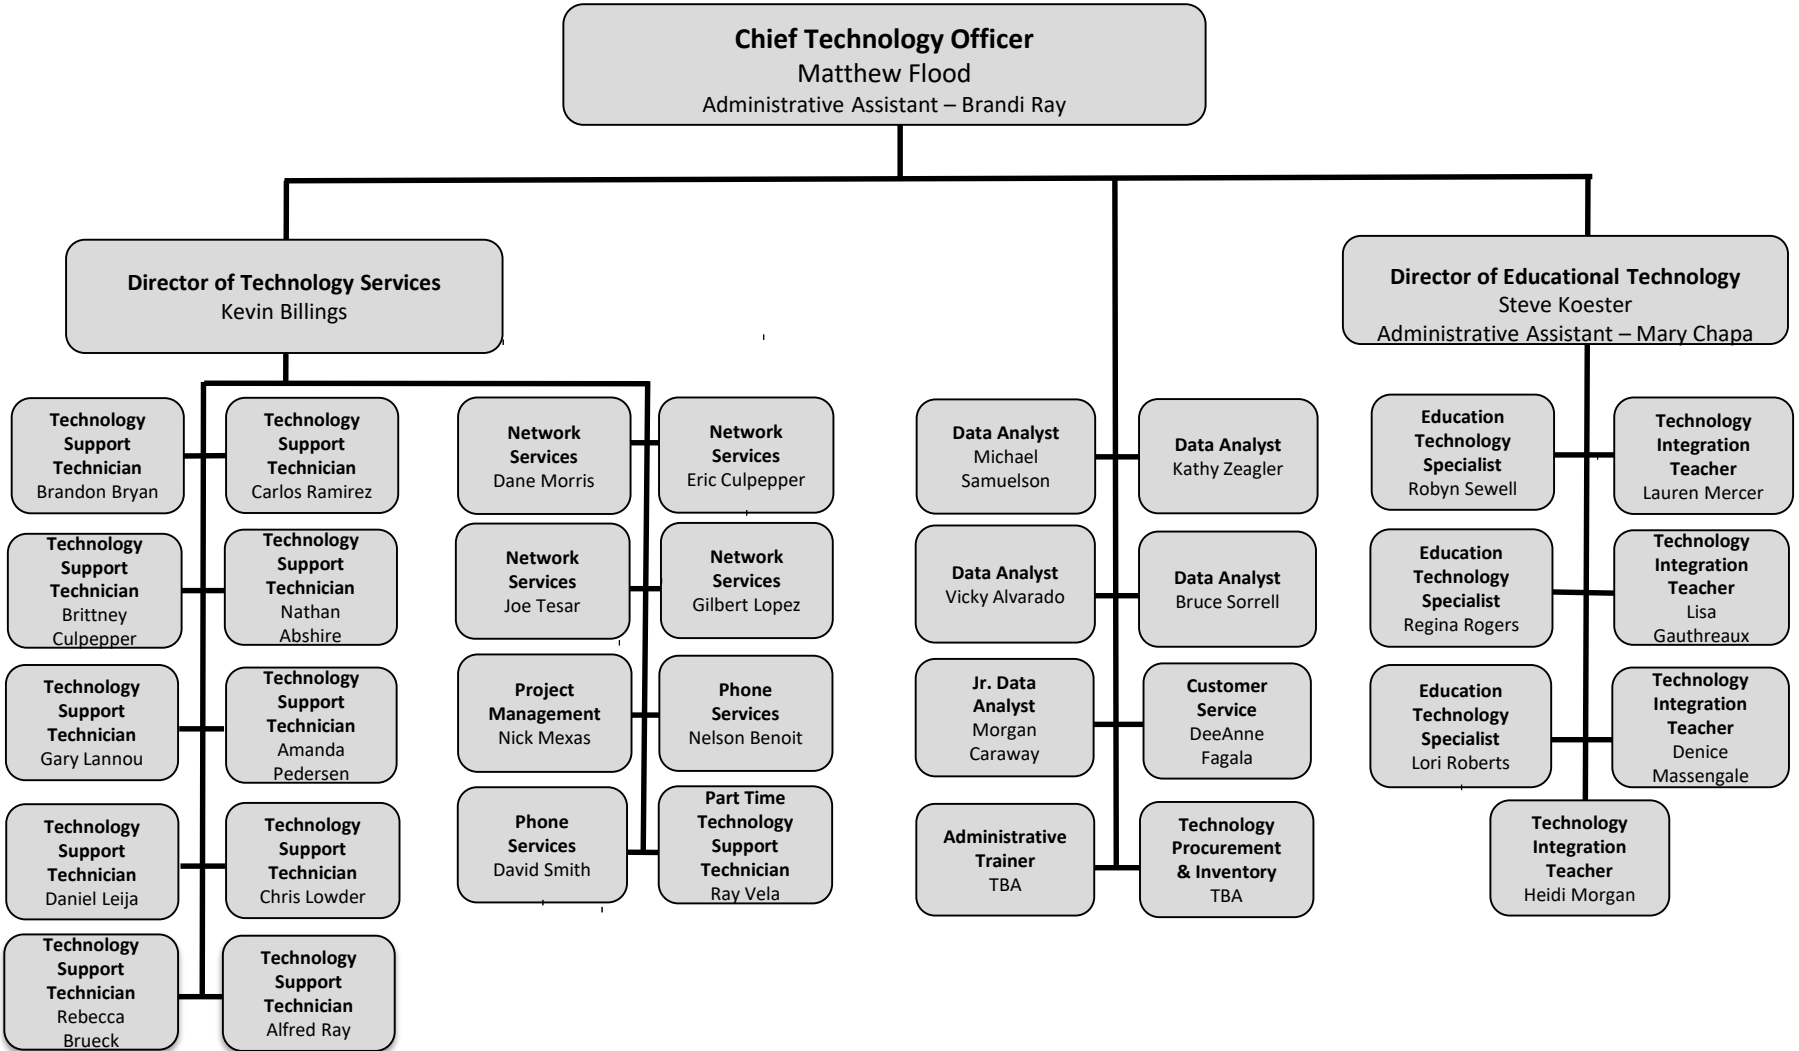 Chief Technology Officer
Matthew Flood
Administrative Assistant – Brandi Ray
Director of Technology Services
Kevin Billings
Director of Educational Technology
Steve Koester
Administrative Assistant – Mary Chapa
Technology
Support
Technician
Brandon Bryan
Technology
Support
Technician
Carlos Ramirez
Network
Services
Dane Morris
Network
Services
Eric Culpepper
Data Analyst
Michael
Samuelson
Data Analyst
Kathy Zeagler
Education
Technology
Specialist
Robyn Sewell
Technology
Integration
Teacher
Lauren Mercer
Technology
Support
Technician
Brittney
Culpepper
Technology
Support
Technician
Nathan
Abshire
Network
Services
Joe Tesar
Network
Services
Gilbert Lopez
Data Analyst
Vicky Alvarado
Data Analyst
Bruce Sorrell
Education
Technology
Specialist
Regina Rogers
Technology
Integration
Teacher
Lisa
Gauthreaux
Technology
Support
Technician
Gary Lannou
Technology
Support
Technician
Amanda
Pedersen
Project
Management
Nick Mexas
Phone
Services
Nelson Benoit
Jr. Data
Analyst
Morgan
Caraway
Customer
Service
DeeAnne
Fagala
Education
Technology
Specialist
Lori Roberts
Technology
Integration
Teacher
Denice
Massengale
Technology
Support
Technician
Daniel Leija
Technology
Support
Technician
Chris Lowder
Phone
Services
David Smith
Part Time
Technology
Support
Technician
Ray Vela
Administrative
Trainer
TBA
Technology
Procurement
& Inventory
TBA
Technology
Integration
Teacher
Heidi Morgan
Technology
Support
Technician
Rebecca
Brueck
Technology
Support
Technician
Alfred Ray